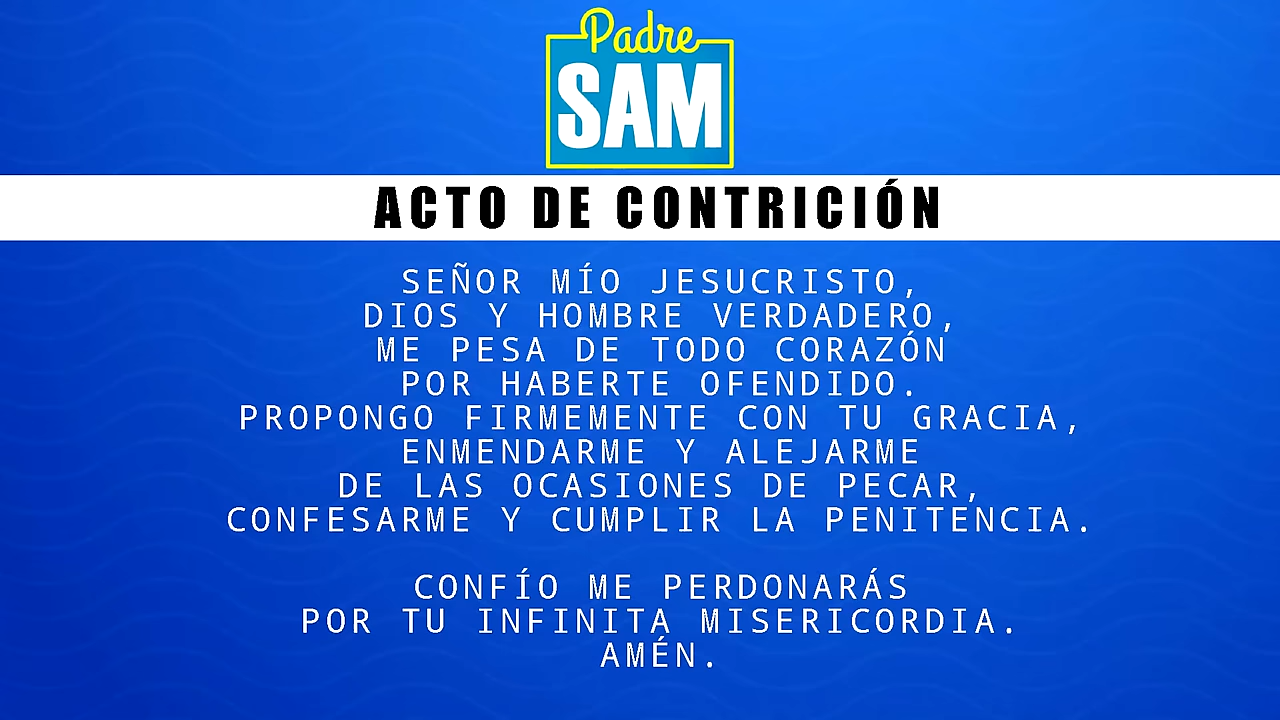 Padre
SAM
ACTO DE CONTRICIÓN
SEÑOR MÍO JESUCRISTO,
DIOS Y HOMBRE VERDADERO,
ME PESA DE TODO CORAZÓN
POR HABERTE OFENDIDO.
PROPONGO FIRMEMENTE CON TU GRACIA,
ENMENDARME Y ALEJARME
DE LAS OCASIONES DE PECAR,
CONFESARME Y CUMPLIR LA PENITENCIA.
CONFÍO ME PERDONARÁS
POR TU INFINITA MISERICORDIA.
AMÉN.